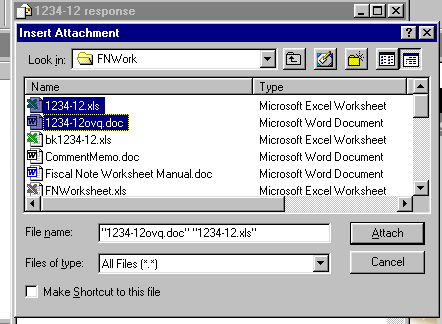 1234-12 response
Insert Attachment
Look in: FNWork
Name Type
1234-12.xls Microsoft Excel Worksheet
1234-12ovq.doc Microsoft Word Document
bk1234-12.xls Microsoft Excel Worksheet
CommentMemo.doc Microsoft Word Document
Fiscal Note Worksheet Manual.doc Microsoft Word Document
FNWorksheet.xls Microsoft Excel Worksheet
File name: "1234-12ovq.doc" "1234-12.xls" Attach
Files of type: All Files (*.*) Cancel
Make Shortcut to this file